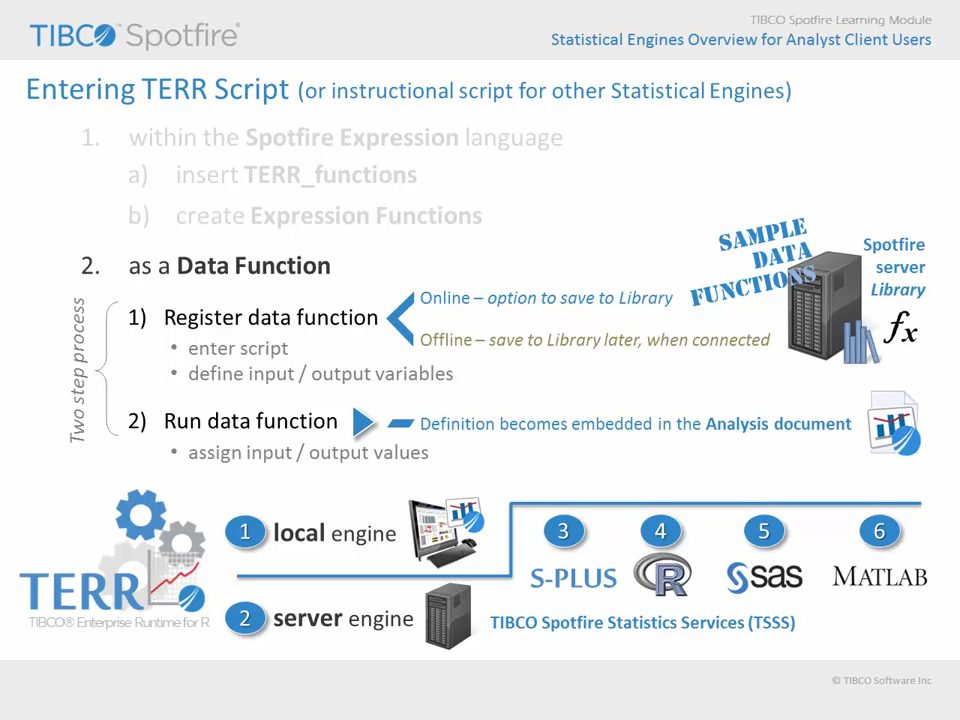 TIBCO™ Spotfire®
TIBCO Spotfire Learning Module
Statistical Engines Overview for Analyst Client Users
Entering TERR Script (or instructional script for other Statistical Engines)
1. within the Spotfire Expression language
a) insert TERR_functions
b) create Expression Functions
2. as a Data Function
Two step process
1) Register data function
• enter script
• define input / output variables
Online – option to save to Library
Offline – save to Library later, when connected
SAMPLE
DATA
FUNCTIONS
Spotfire
server
Library
fx
2) Run data function
• assign input / output values
Definition becomes embedded in the Analysis document
TERR
TIBCO® Enterprise Runtime for R
1 local engine
2 server engine
3
S-PLUS
4
R
5
sas
6
MATLAB
TIBCO Spotfire Statistics Services (TSSS)
© TIBCO Software Inc